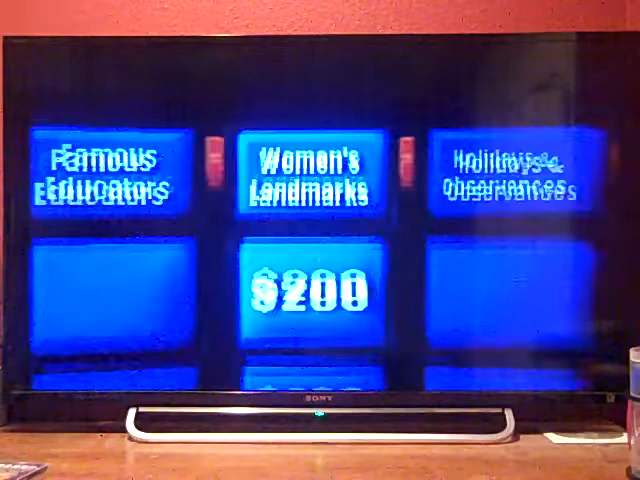 Famous
Educators
Women's
Landmarks
Holidays &
Observances
$200
SONY